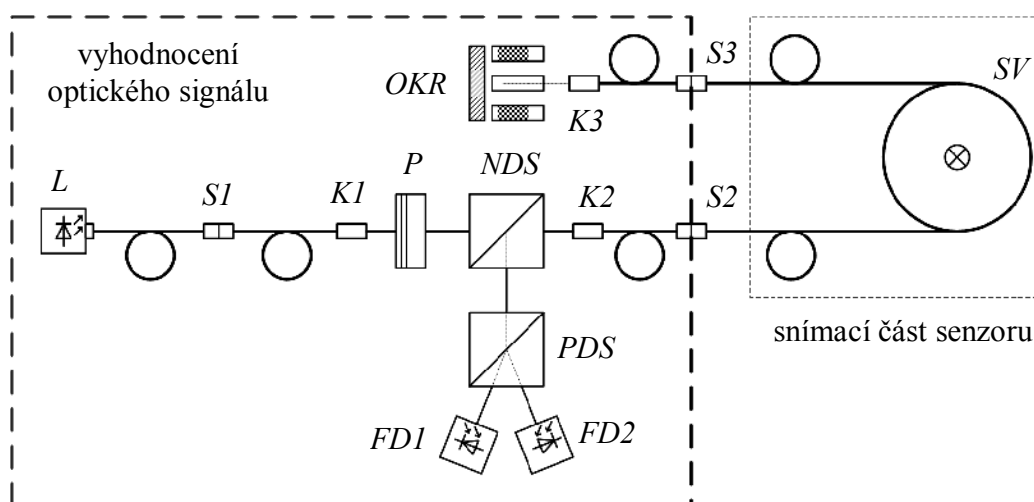 vyhodnocení
optického signálu
OKR
K3
S3
SV
L
S1
K1
P
NDS
K2
S2
PDS
snímací část senzoru
FD1
FD2